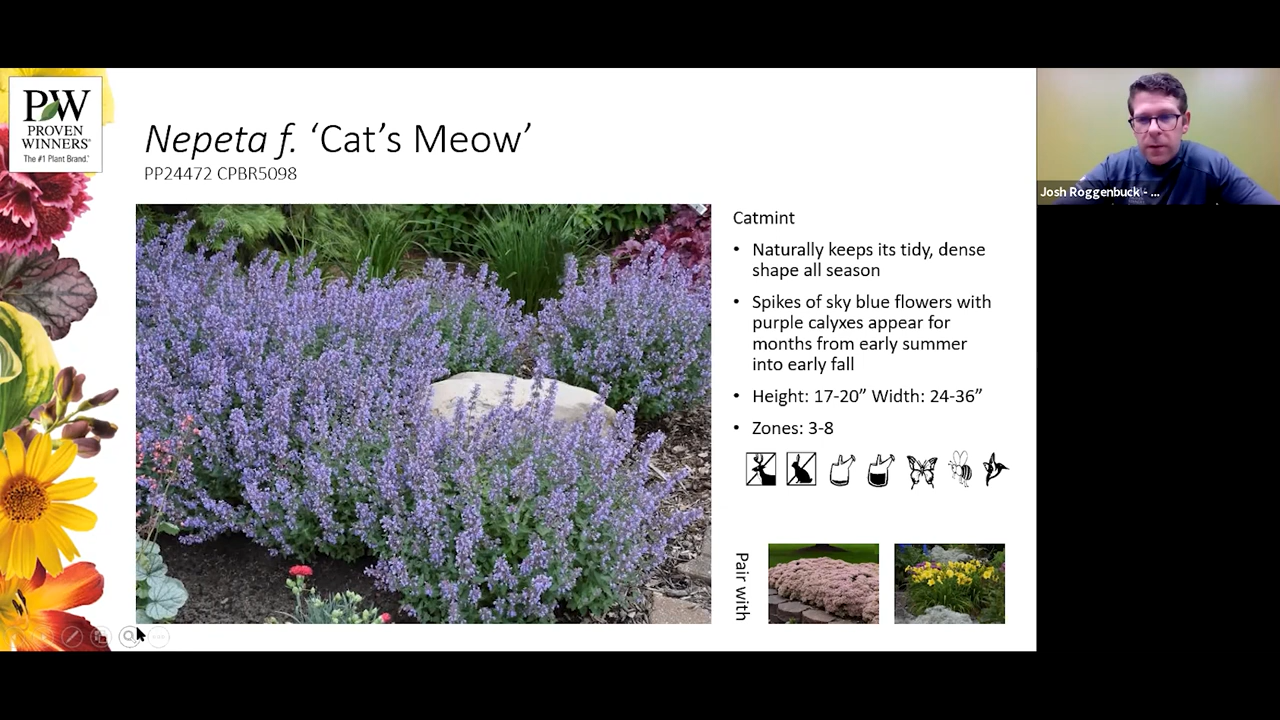 PW
PROVEN
WINNERS®
The #1 Plant Brand.®
Nepeta f. ‘Cat’s Meow’
PP24472 CPBR5098
Catmint
• Naturally keeps its tidy, dense
shape all season
• Spikes of sky blue flowers with
purple calyxes appear for
months from early summer
into early fall
• Height: 17-20” Width: 24-36”
• Zones: 3-8
Pair with
Josh Roggenbuck - ...